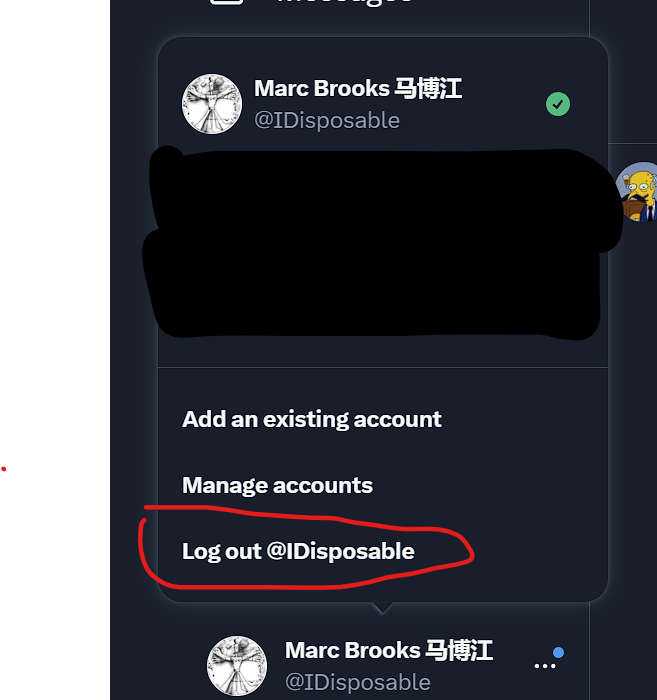 Marc Brooks 马博江
@IDisposable
Add an existing account
Manage accounts
Log out @IDisposable
Marc Brooks 马博江
@IDisposable